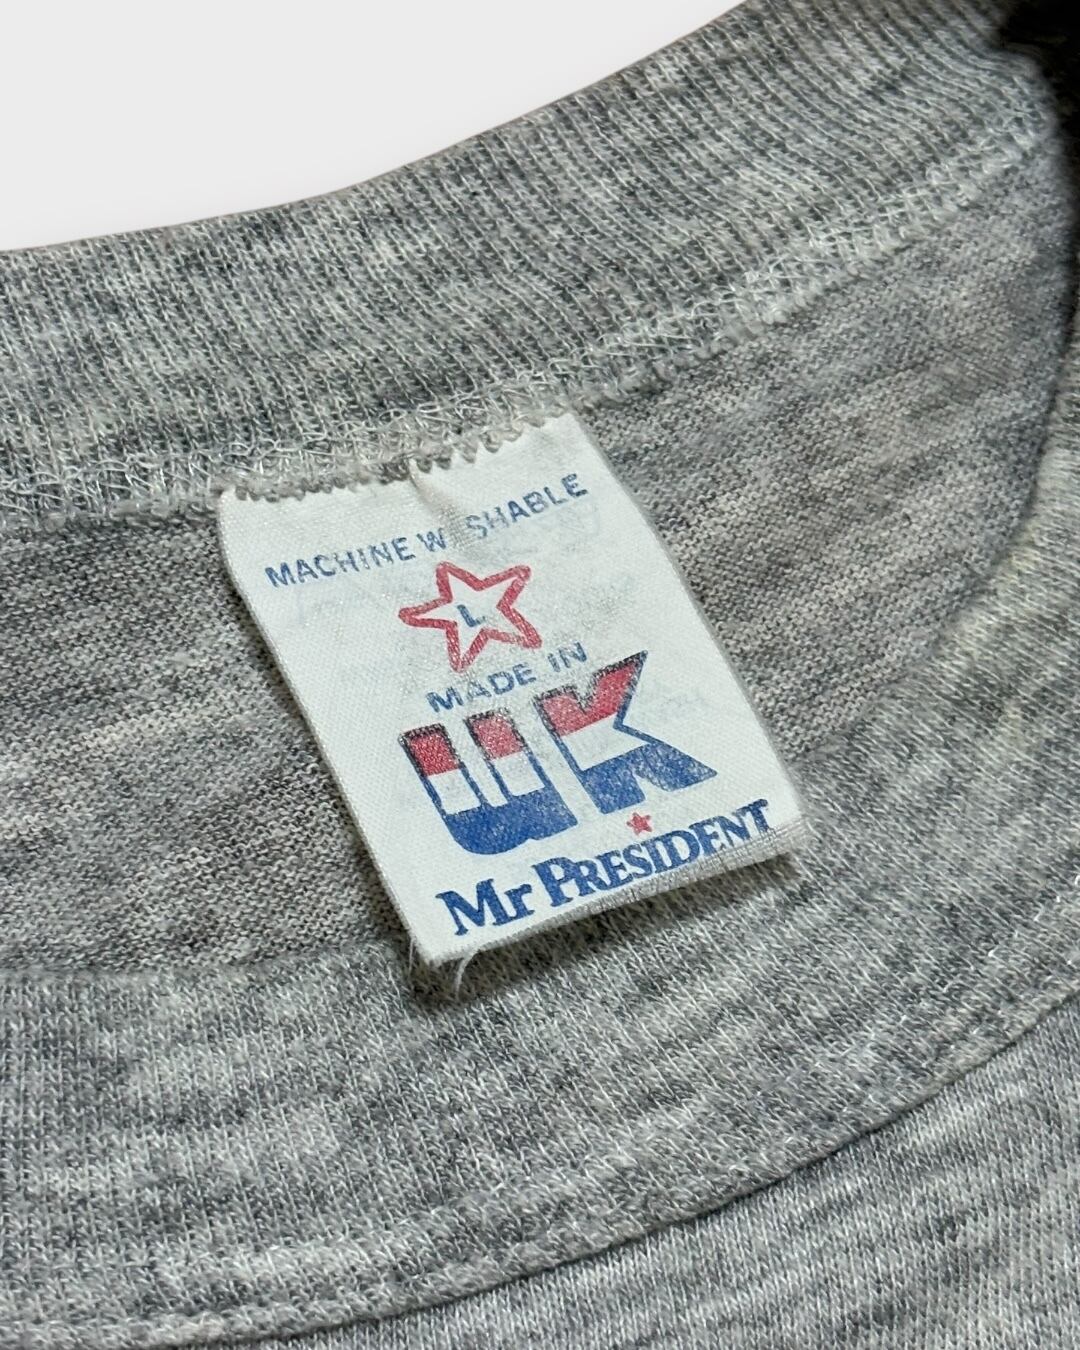 MACHINE W SHABLE
L
MADE IN
UK
Mr PRESIDENT